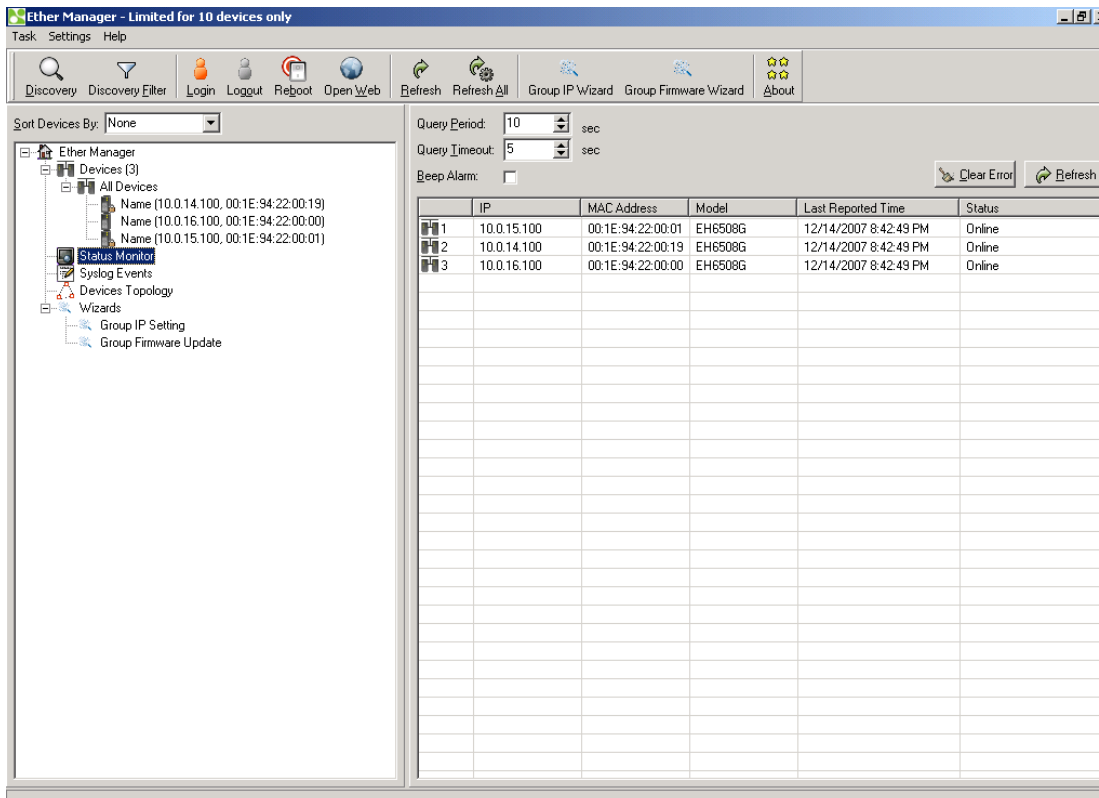 Ether Manager - Limited for 10 devices only
Task Settings Help
Discovery Discovery Filter Login Logout Reboot Open Web Refresh Refresh All Group IP Wizard Group Firmware Wizard About
Sort Devices By: None
Ether Manager
Devices (3)
All Devices
Name (10.0.14.100, 00:1E:94:22:00:19)
Name (10.0.16.100, 00:1E:94:22:00:00)
Name (10.0.15.100, 00:1E:94:22:00:01)
Status Monitor
Syslog Events
Devices Topology
Wizards
Group IP Setting
Group Firmware Update
Query Period: 10 sec
Query Timeout: 5 sec
Beep Alarm:
Clear Error Refresh
IP MAC Address Model Last Reported Time Status
1 10.0.15.100 00:1E:94:22:00:01 EH6508G 12/14/2007 8:42:49 PM Online
2 10.0.14.100 00:1E:94:22:00:19 EH6508G 12/14/2007 8:42:49 PM Online
3 10.0.16.100 00:1E:94:22:00:00 EH6508G 12/14/2007 8:42:49 PM Online